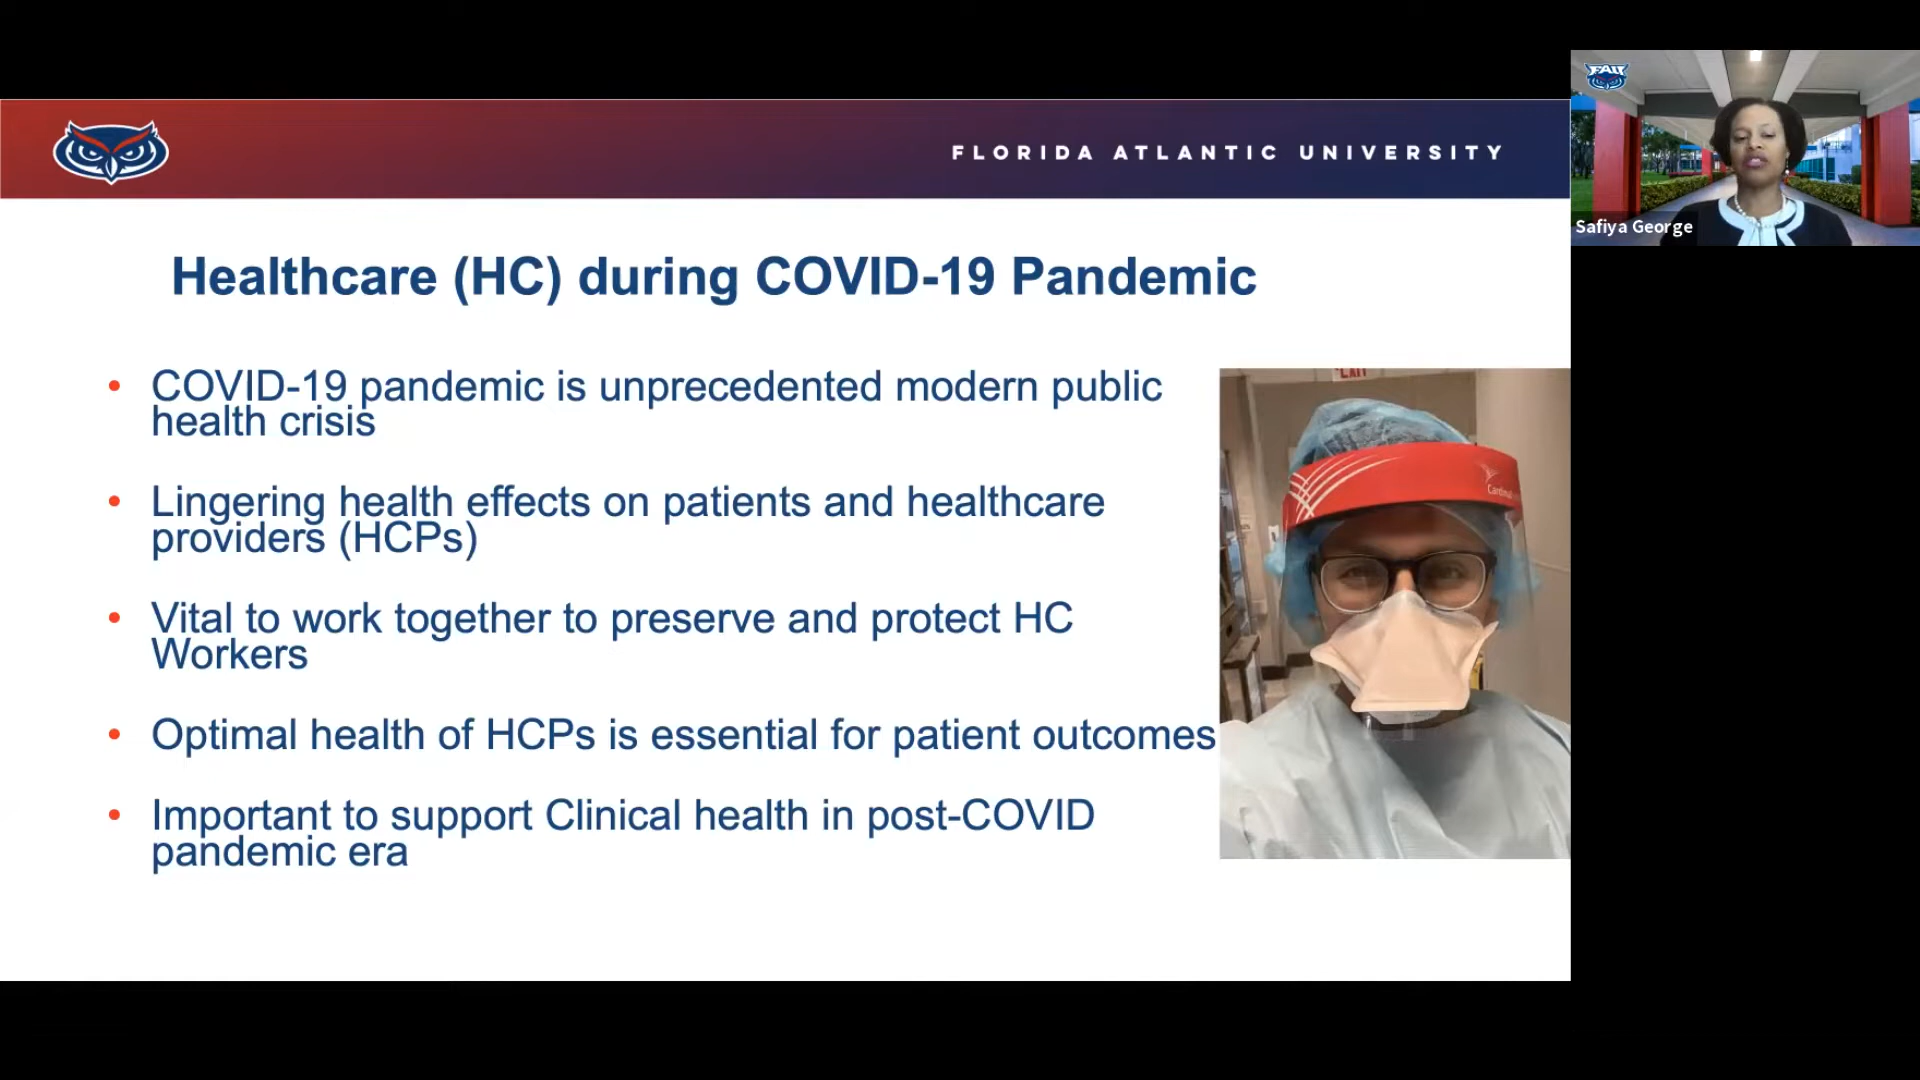 FAU
FLORIDA ATLANTIC UNIVERSITY
Safiya George
Healthcare (HC) during COVID-19 Pandemic
• COVID-19 pandemic is unprecedented modern public
health crisis
• Lingering health effects on patients and healthcare
providers (HCPs)
• Vital to work together to preserve and protect HC
Workers
• Optimal health of HCPs is essential for patient outcomes
• Important to support Clinical health in post-COVID
pandemic era
EXIT
Cardinal